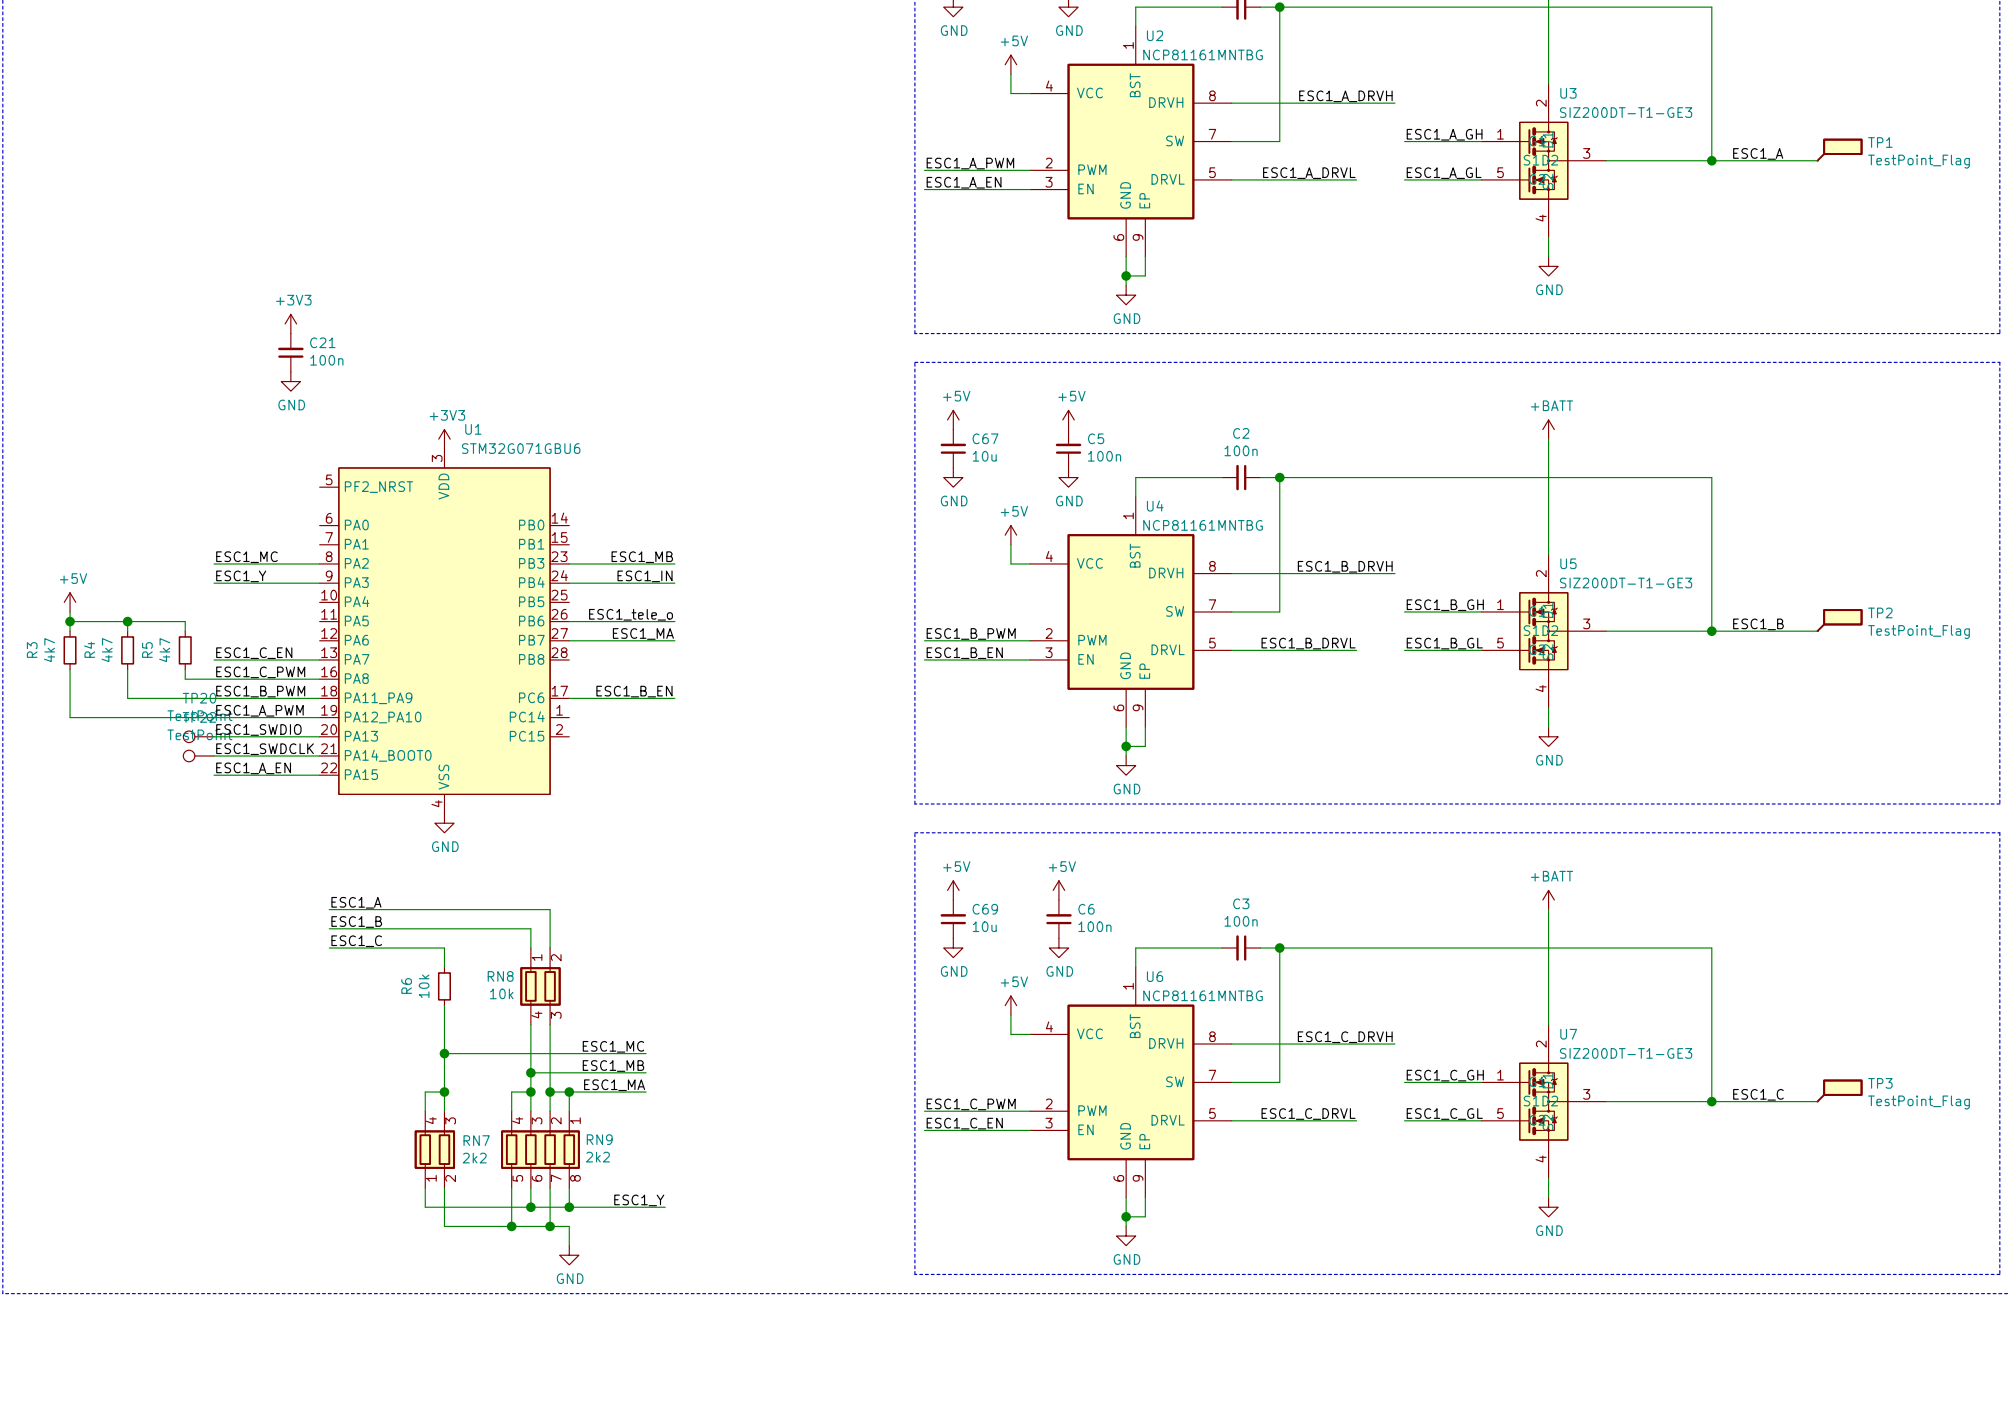 GND
GND
+5V
U2
NCP81161MNTBG
1
BST
4
VCC
DRVH
8
ESC1_A_DRVH
SW
7
ESC1_A_PWM
2
PWM
ESC1_A_EN
3
EN
DRVL
5
ESC1_A_DRVL
GND
EP
6
9
GND
U3
SIZ200DT-T1-GE3
2
ESC1_A_GH
1
S1D2
3
ESC1_A_GL
5
4
GND
ESC1_A
TP1
TestPoint_Flag
+3V3
C21
100n
GND
+3V3
U1
STM32G071GBU6
3
VDD
5
PF2_NRST
6
PA0
7
PA1
ESC1_MC
8
PA2
ESC1_Y
9
PA3
10
PA4
11
PA5
12
PA6
ESC1_C_EN
13
PA7
ESC1_C_PWM
16
PA8
ESC1_B_PWM
18
PA11_PA9
ESC1_A_PWM
19
PA12_PA10
ESC1_SWDIO
20
PA13
ESC1_SWDCLK
21
PA14_BOOT0
ESC1_A_EN
22
PA15
PB0
14
PB1
15
PB3
23
ESC1_MB
PB4
24
ESC1_IN
PB5
25
PB6
26
ESC1_tele_o
PB7
27
ESC1_MA
PB8
28
PC6
17
ESC1_B_EN
PC14
1
PC15
2
VSS
4
GND
+5V
R3
4k7
R4
4k7
R5
4k7
TP20
TestPoint
TP22
TestPoint
+5V
C67
10u
GND
+5V
C5
100n
GND
C2
100n
+5V
U4
NCP81161MNTBG
1
BST
4
VCC
DRVH
8
ESC1_B_DRVH
SW
7
ESC1_B_PWM
2
PWM
ESC1_B_EN
3
EN
DRVL
5
ESC1_B_DRVL
GND
EP
6
9
GND
+BATT
U5
SIZ200DT-T1-GE3
2
ESC1_B_GH
1
S1D2
3
ESC1_B_GL
5
4
GND
ESC1_B
TP2
TestPoint_Flag
ESC1_A
ESC1_B
ESC1_C
R6
10k
RN8
10k
1
2
4
3
ESC1_MC
ESC1_MB
ESC1_MA
4
3
RN7
2k2
1
2
4
3
2
1
RN9
2k2
5
6
7
8
ESC1_Y
GND
+5V
C69
10u
GND
+5V
C6
100n
GND
C3
100n
+5V
U6
NCP81161MNTBG
1
BST
4
VCC
DRVH
8
ESC1_C_DRVH
SW
7
ESC1_C_PWM
2
PWM
ESC1_C_EN
3
EN
DRVL
5
ESC1_C_DRVL
GND
EP
6
9
GND
+BATT
U7
SIZ200DT-T1-GE3
2
ESC1_C_GH
1
S1D2
3
ESC1_C_GL
5
4
GND
ESC1_C
TP3
TestPoint_Flag